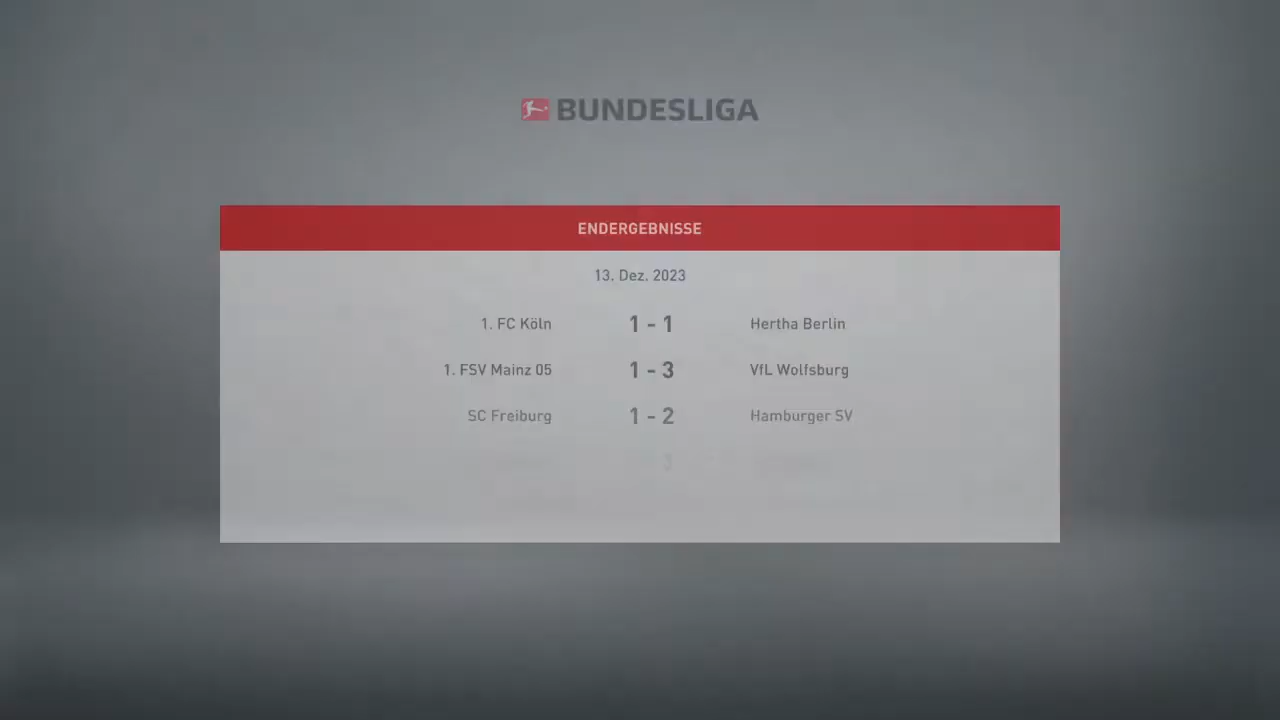 BUNDESLIGA
ENDERGEBNISSE
13. Dez. 2023
1. FC Köln 1 - 1 Hertha Berlin
1. FSV Mainz 05 1 - 3 VfL Wolfsburg
SC Freiburg 1 - 2 Hamburger SV
3